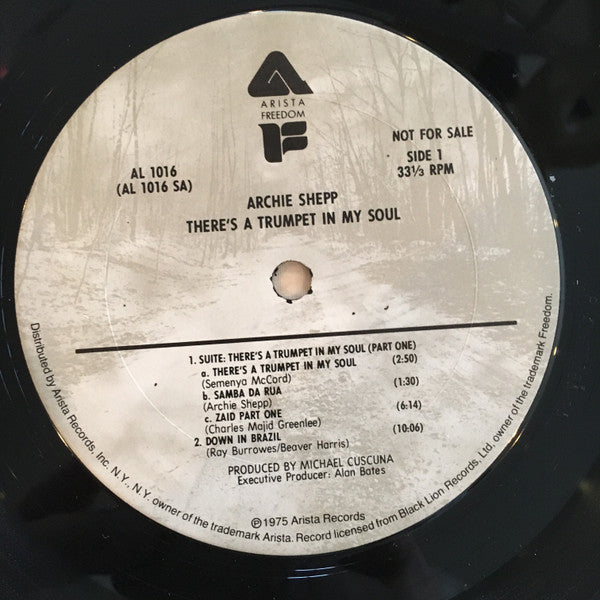 ARISTA
FREEDOM
F
NOT FOR SALE
AL 1016
(AL 1016 SA)
SIDE 1
33⅓ RPM
ARCHIE SHEPP
THERE'S A TRUMPET IN MY SOUL
1. SUITE: THERE'S A TRUMPET IN MY SOUL (PART ONE)
a. THERE'S A TRUMPET IN MY SOUL (2:50)
(Semenya McCord)
b. SAMBA DA RUA (1:30)
(Archie Shepp)
c. ZAID PART ONE (6:14)
(Charles Majid Greenlee)
2. DOWN IN BRAZIL (10:06)
(Ray Burrowes/Beaver Harris)
PRODUCED BY MICHAEL CUSCUNA
Executive Producer: Alan Bates
℗1975 Arista Records
Distributed by Arista Records, Inc. N.Y., N.Y. owner of the trademark Arista. Record licensed from Black Lion Records, Ltd. owner of the trademark Freedom.